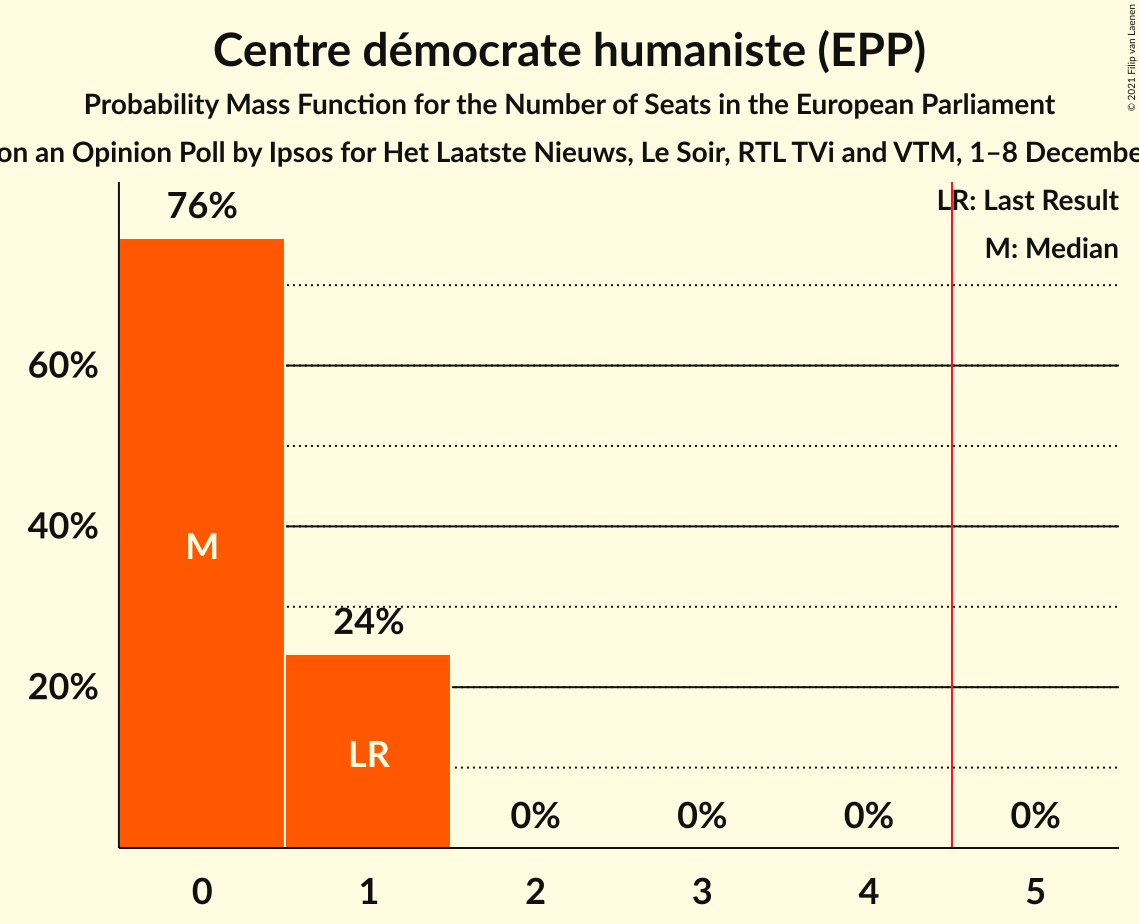 Centre démocrate humaniste (EPP)
Probability Mass Function for the Number of Seats in the European Parliament
on an Opinion Poll by Ipsos for Het Laatste Nieuws, Le Soir, RTL TVi and VTM, 1–8 Decembe
© 2021 Filip van Laenen
LR: Last Result
M: Median
76%
60%
40%
20%
M
24%
LR
0%
0%
0%
0%
0
1
2
3
4
5